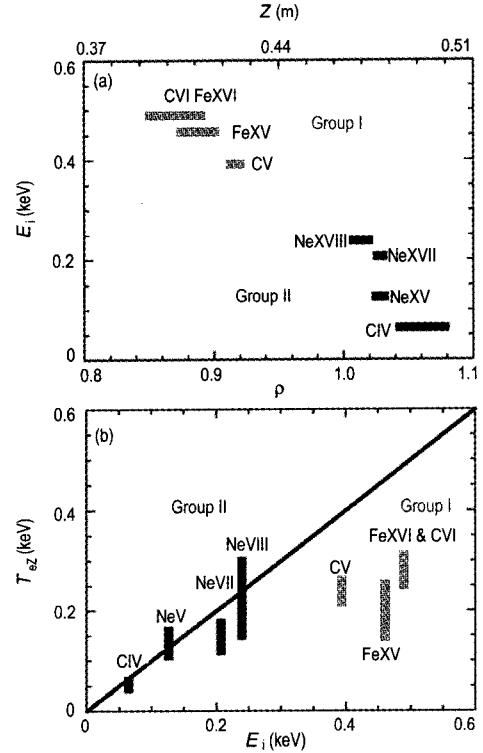 Z (m)
0.37 0.44 0.51
0.6 (a)
CVI FeXVI
Group I
FeXV
0.4 CV
E i (keV)
NeXVIII
NeXVII
0.2
Group II NeXV
CIV
0
0.8 0.9 1.0 1.1
ρ
0.6
(b)
Group II Group I
0.4
FeXVI & CVI
NeVIII
CV
T eZ (keV)
NeVII
0.2 NeV
FeXV
CIV
0
0 0.2 0.4 0.6
E i (keV)